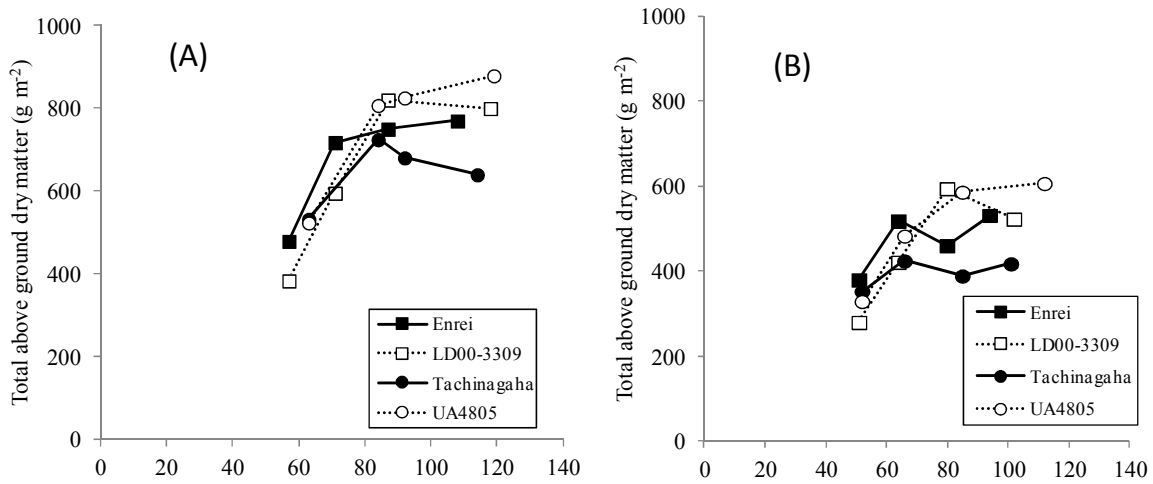 (A)
Total above ground dry matter (g m-2)
1000
800
600
400
200
0
0 20 40 60 80 100 120 140
Enrei
LD00-3309
Tachinagaha
UA4805
(B)
Total above ground dry matter (g m-2)
1000
800
600
400
200
0
0 20 40 60 80 100 120 140
Enrei
LD00-3309
Tachinagaha
UA4805